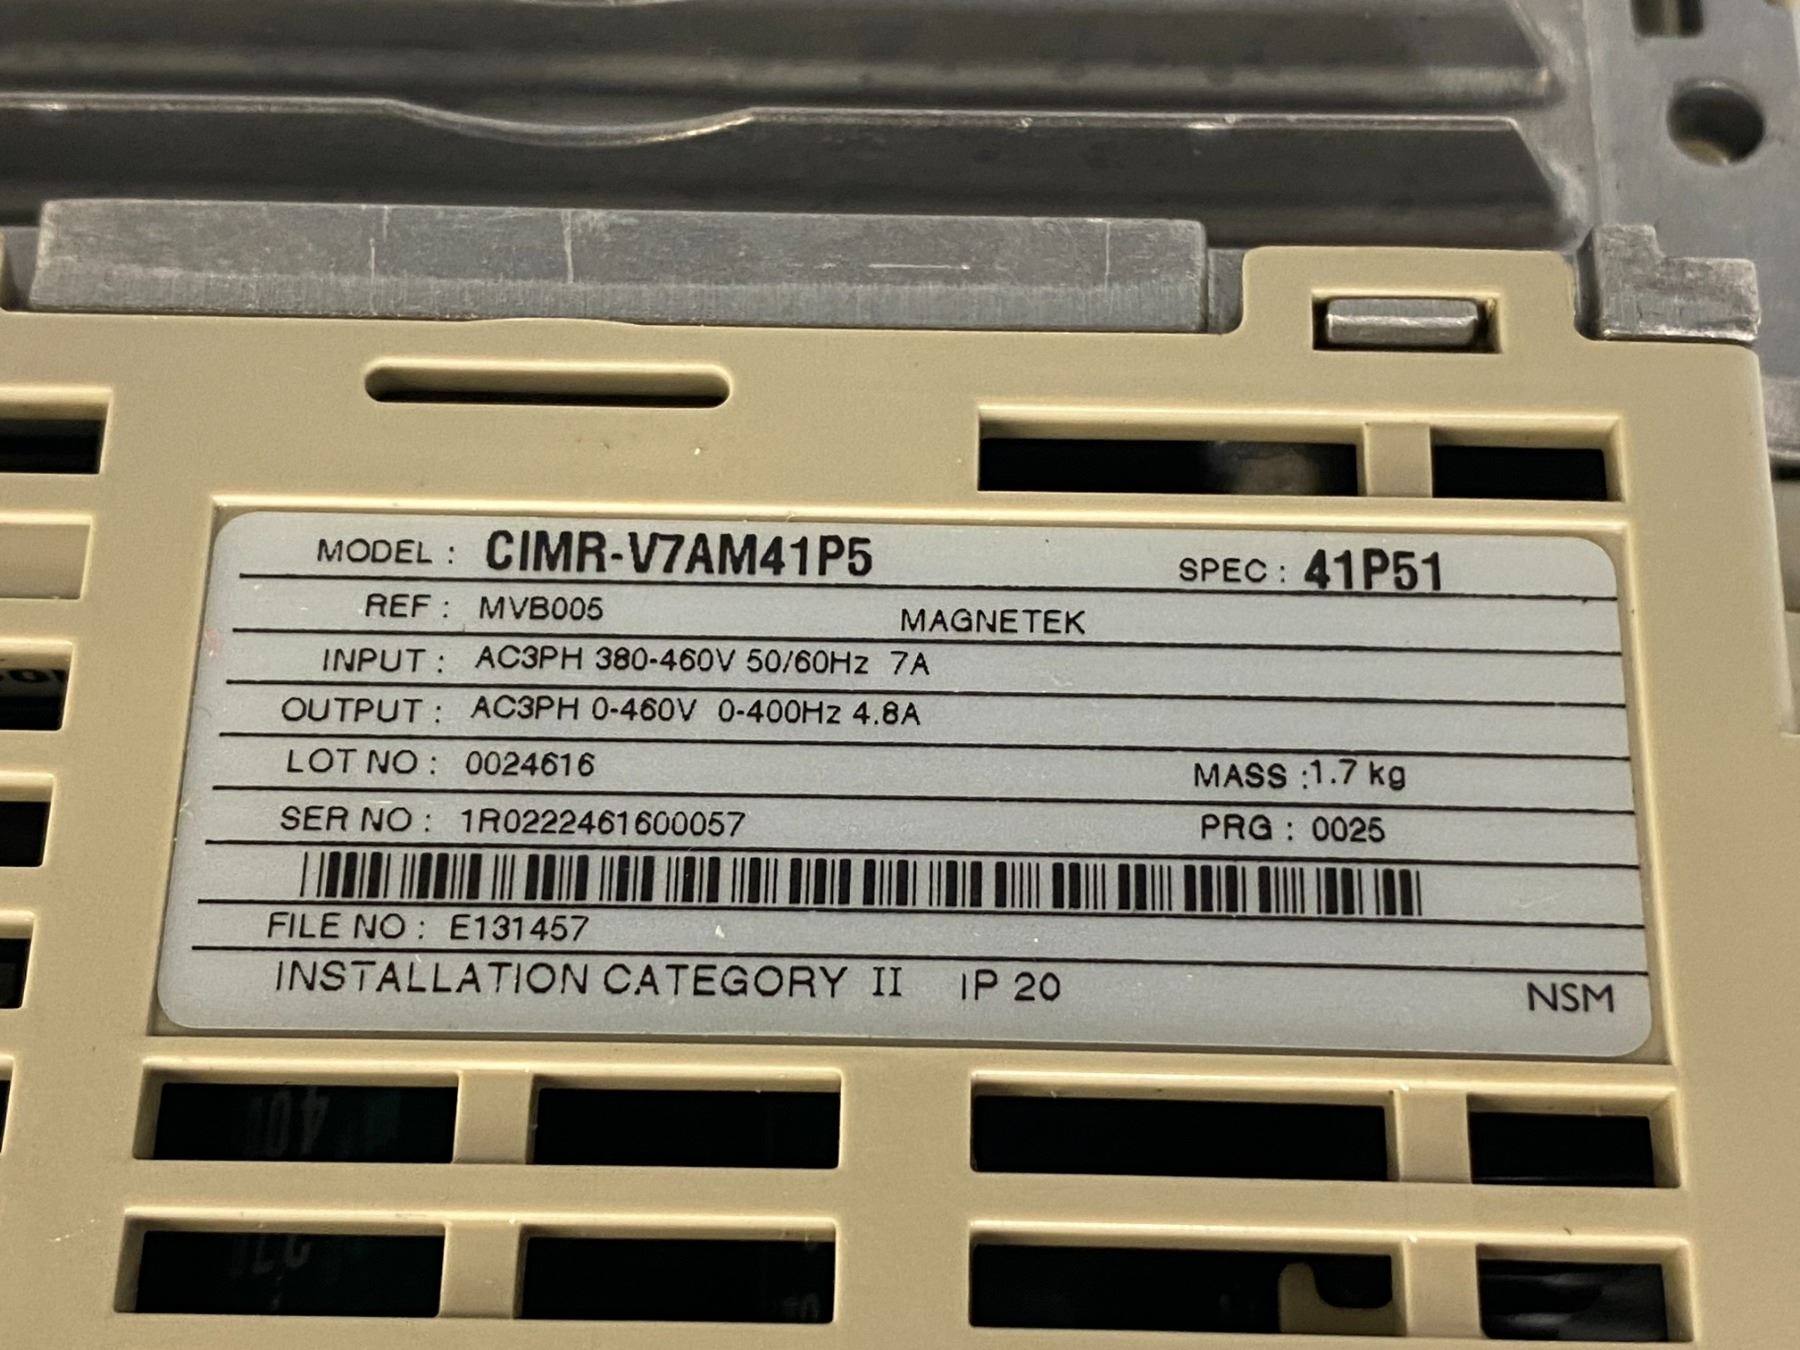 MODEL : CIMR-V7AM41P5 SPEC : 41P51
REF : MVB005 MAGNETEK
INPUT : AC3PH 380-460V 50/60Hz 7A
OUTPUT : AC3PH 0-460V 0-400Hz 4.8A
LOT NO : 0024616 MASS :1.7 kg
SER NO : 1R0222461600057 PRG : 0025
FILE NO : E131457
INSTALLATION CATEGORY II IP 20 NSM